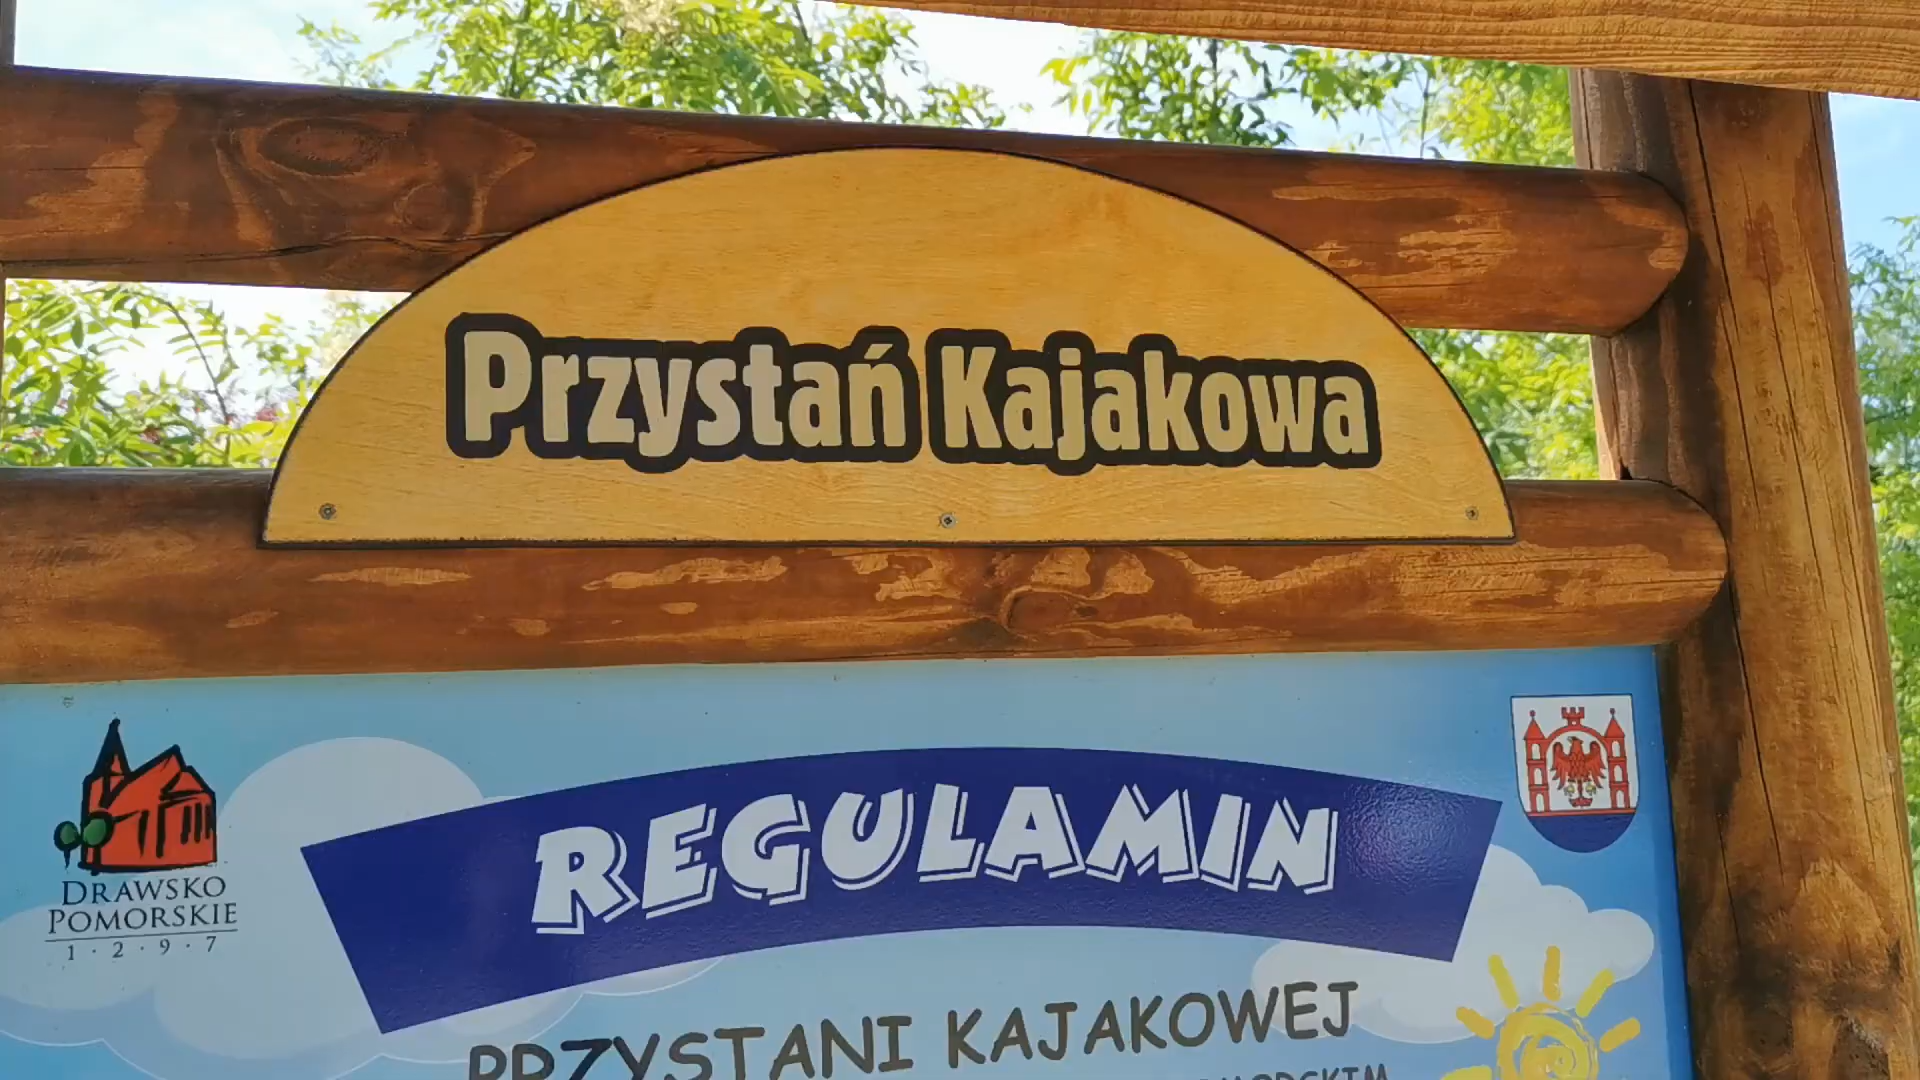 Przystań Kajakowa
REGULAMIN
DRAWSKO
POMORSKIE
1·2·9·7
PRZYSTANI KAJAKOWEJ